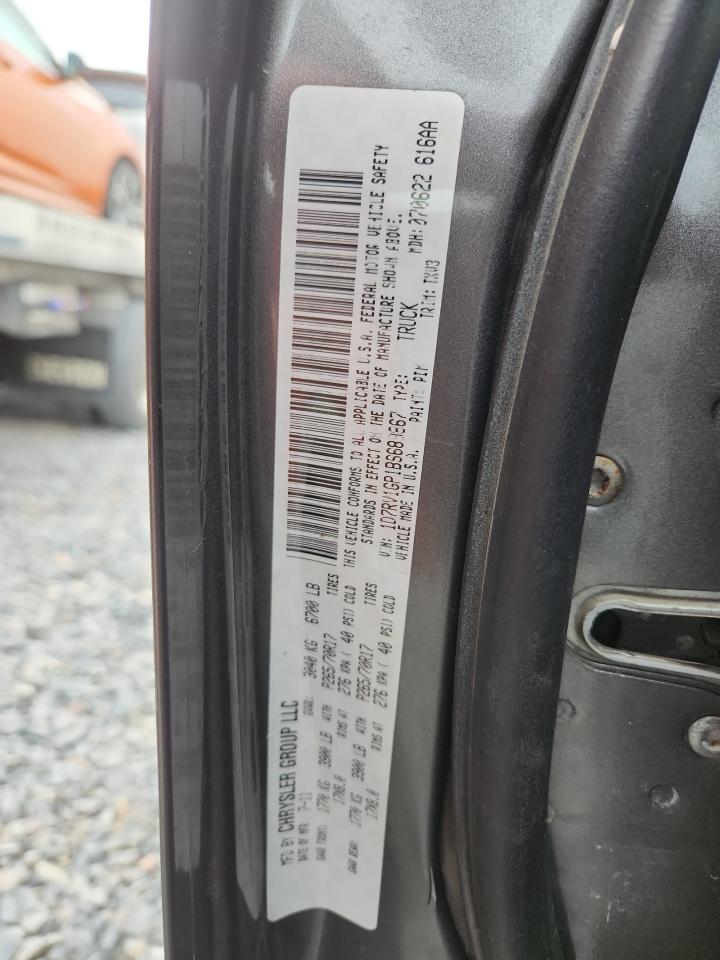 MFD BY CHRYSLER GROUP LLC
DATE OF MFR 7-11 GVWR: 3040 KG 6700 LB
GAWR FRONT: 1770 KG 3900 LB WITH P265/70R17 TIRES
17X8.0 RIMS AT 276 KPA ( 40 PSI) COLD
GAWR REAR: 1770 KG 3900 LB WITH P265/70R17 TIRES
17X8.0 RIMS AT 276 KPA ( 40 PSI) COLD
THIS VEHICLE CONFORMS TO ALL APPLICABLE U.S.A. FEDERAL MOTOR VEHICLE SAFETY
STANDARDS IN EFFECT ON THE DATE OF MANUFACTURE SHOWN ABOVE.
VIN: TYPE: TRUCK MDH: 070622 616AA
VEHICLE MADE IN U.S.A. PAINT: PIM TRIM: TXV3